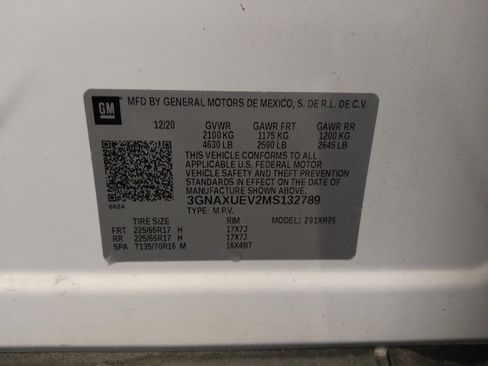 GM
MFD BY GENERAL MOTORS DE MEXICO, S. DE R.L. DE C.V.
12/20 GVWR GAWR FRT GAWR RR
2100 KG 1175 KG 1200 KG
4630 LB 2590 LB 2645 LB
THIS VEHICLE CONFORMS TO ALL
APPLICABLE U.S. FEDERAL MOTOR
VEHICLE SAFETY AND THEFT PREVENTION
STANDARDS IN EFFECT ON THE DATE OF
MANUFACTURE SHOWN ABOVE.
3GNAXUEV2MS132789
8624 TYPE: M.P.V. MODEL: 291XR26
TIRE SIZE RIM
FRT 225/65R17 H 17X7J
RR 225/65R17 H 17X7J
SPA T135/70R16 M 16X4BT